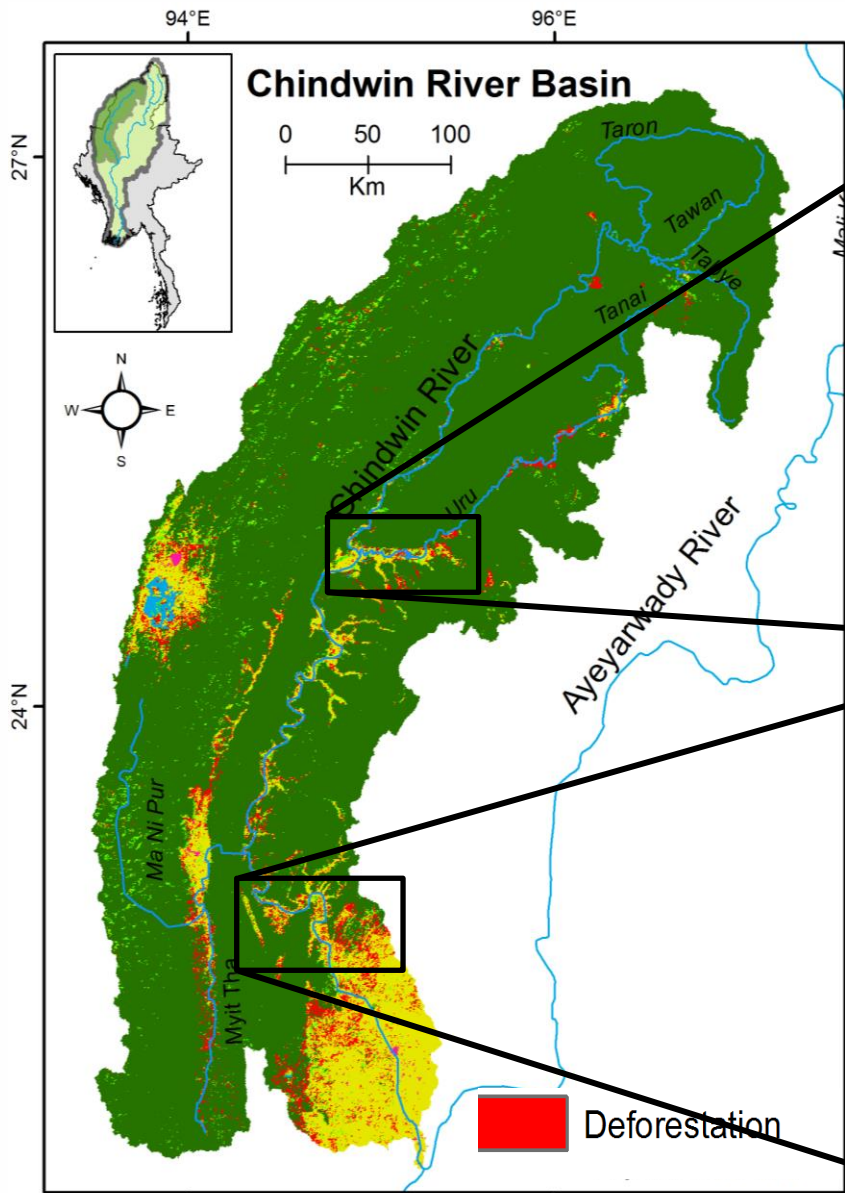 94°E
96°E
Chindwin River Basin
0 50 100
Km
27°N
24°N
N
W E
S
Taron
Tawan
Tabye
Tanai
Chindwin River
Uru
Ayeyarwady River
Ma Ni Pur
Myit Tha
Deforestation